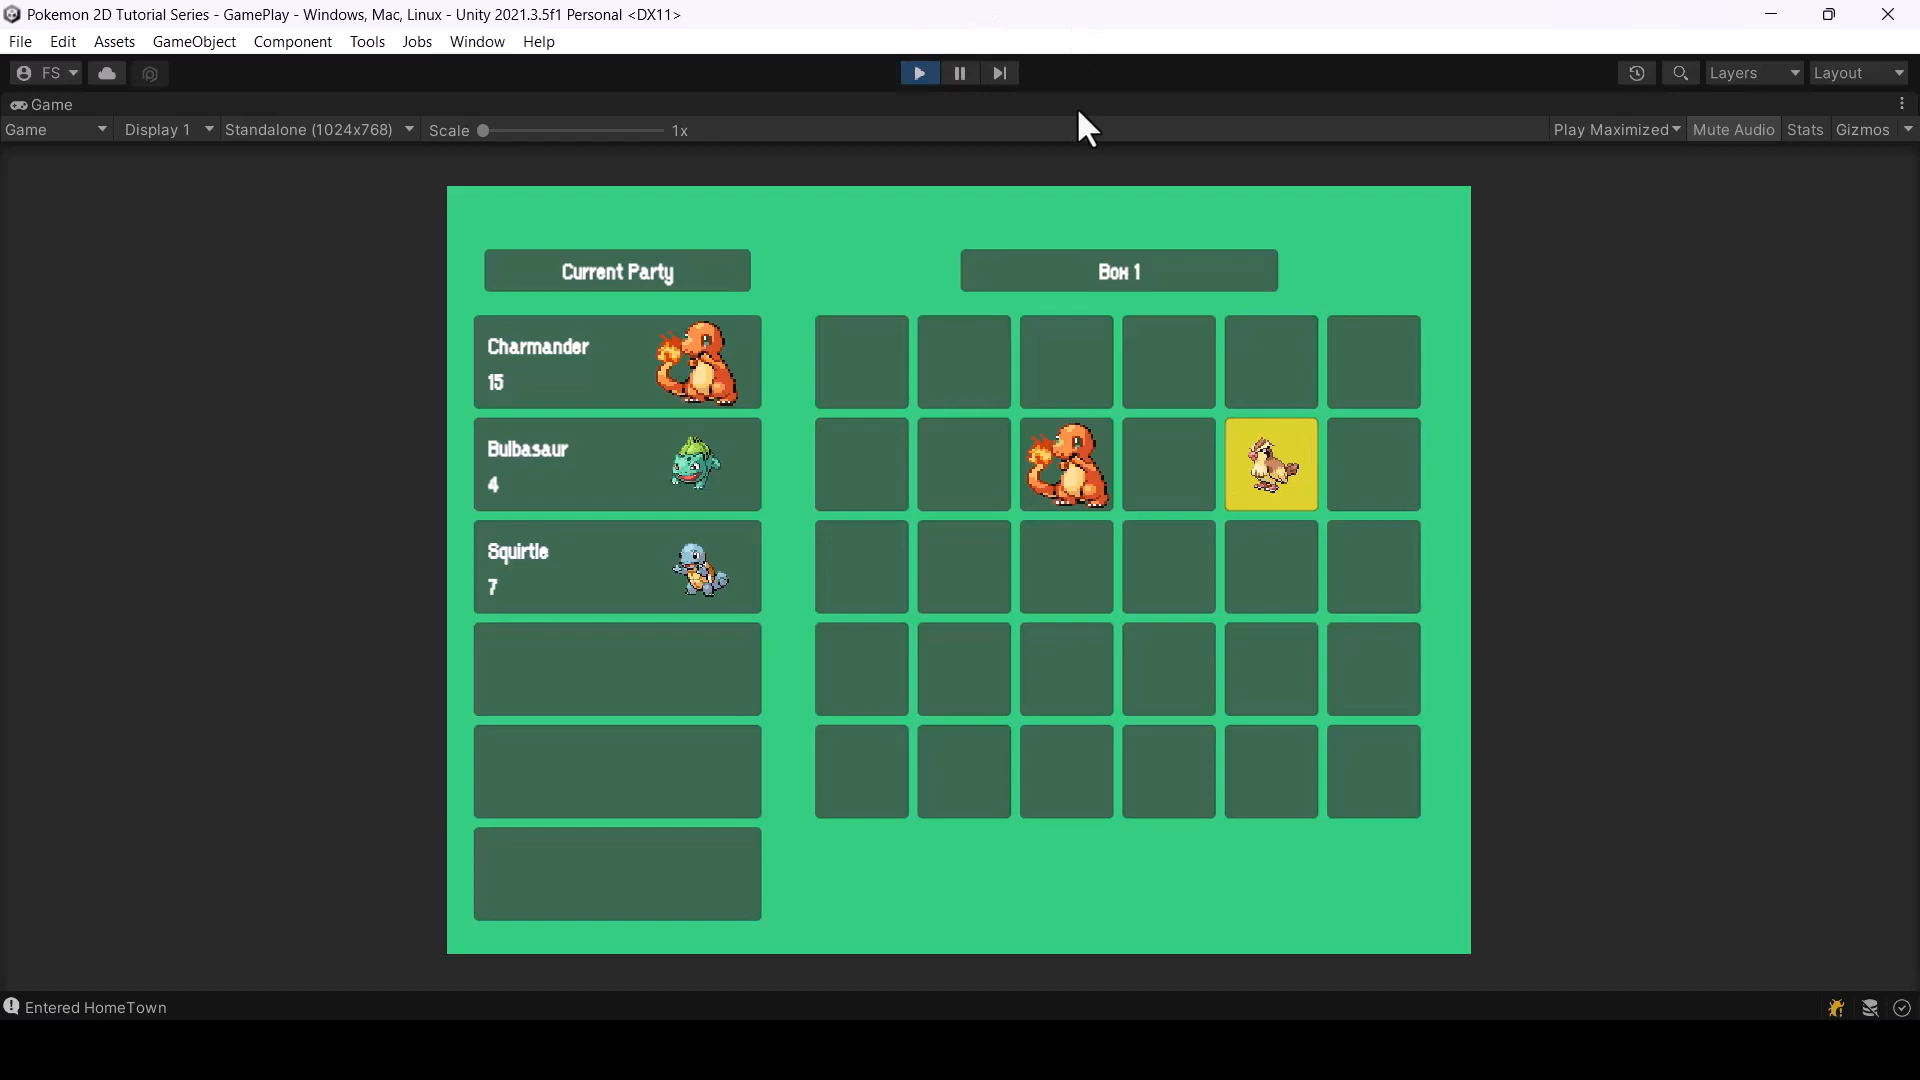 Pokemon 2D Tutorial Series - GamePlay - Windows, Mac, Linux - Unity 2021.3.5f1 Personal <DX11>
File Edit Assets GameObject Component Tools Jobs Window Help
FS Layers Layout
Game
Game Display 1 Standalone (1024x768) Scale 1x Play Maximized Mute Audio Stats Gizmos
Current Party
Box 1
Charmander
15
Bulbasaur
4
Squirtle
7
Entered HomeTown